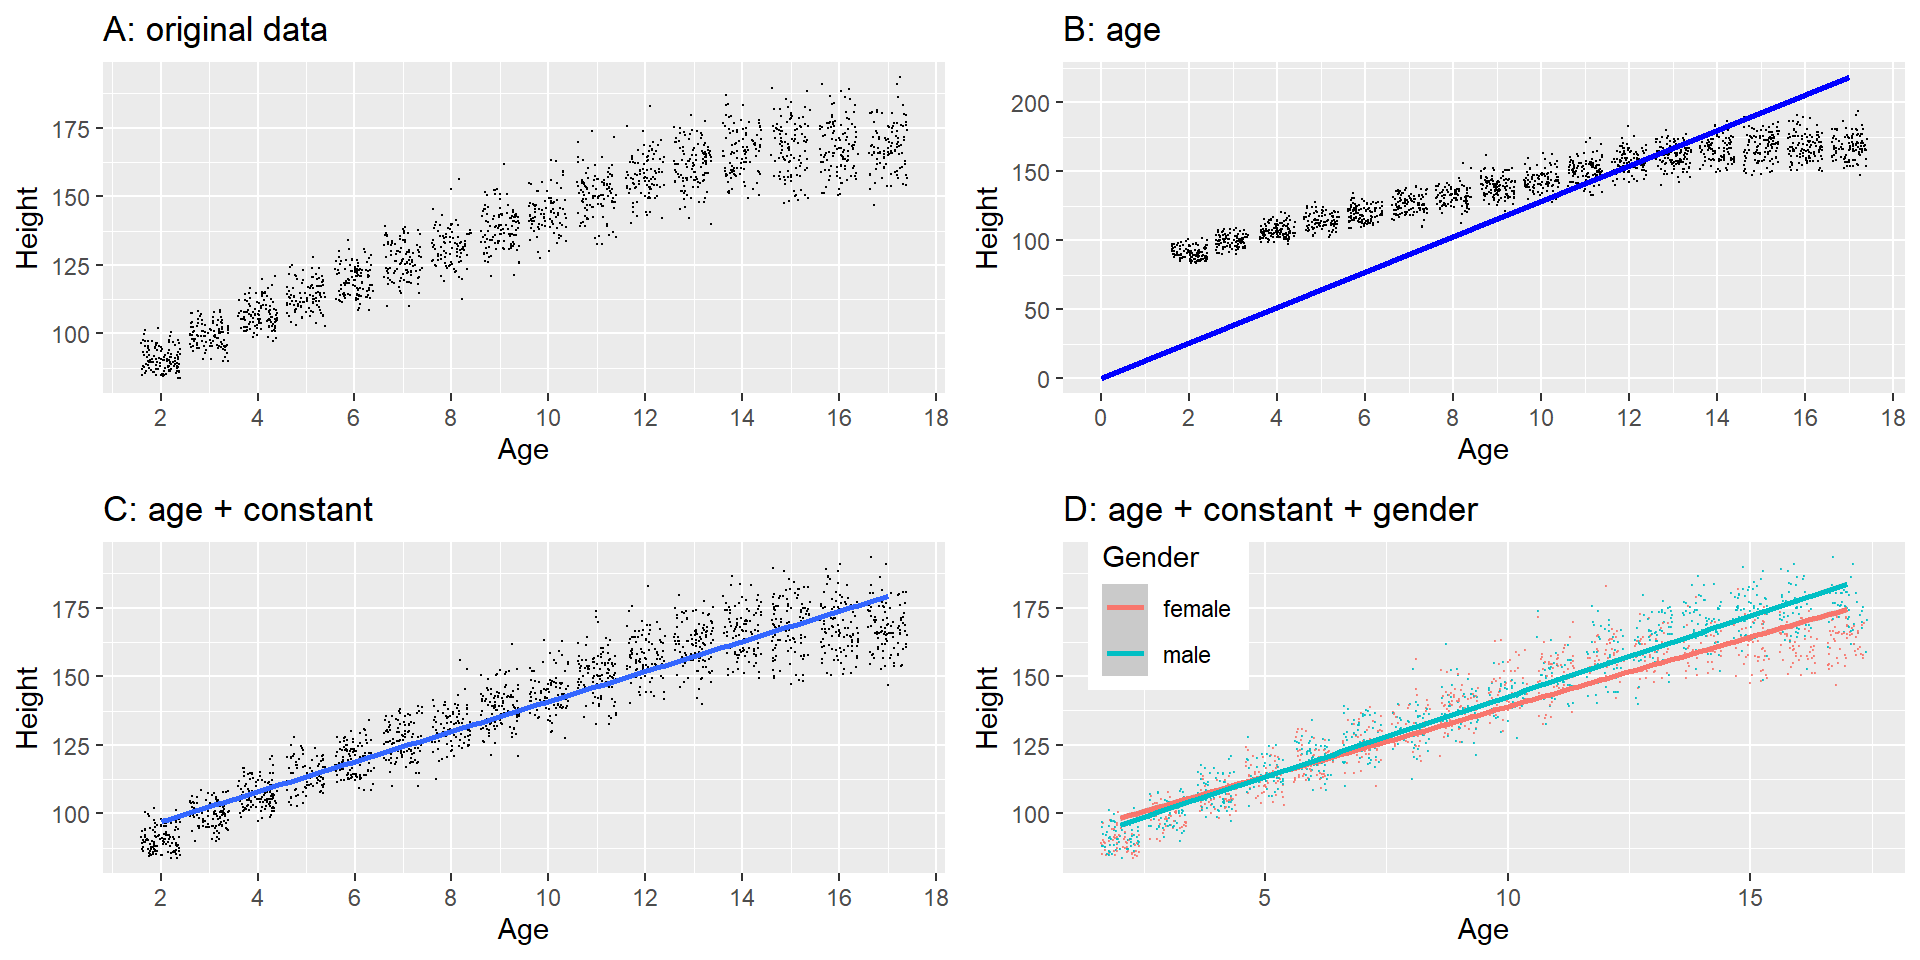 A: original data
Height
175
150
125
100
2 4 6 8 10 12 14 16 18
Age
B: age
Height
200
150
100
50
0
0 2 4 6 8 10 12 14 16 18
Age
C: age + constant
Height
175
150
125
100
2 4 6 8 10 12 14 16 18
Age
D: age + constant + gender
Gender
female
male
Height
175
150
125
100
5 10 15
Age